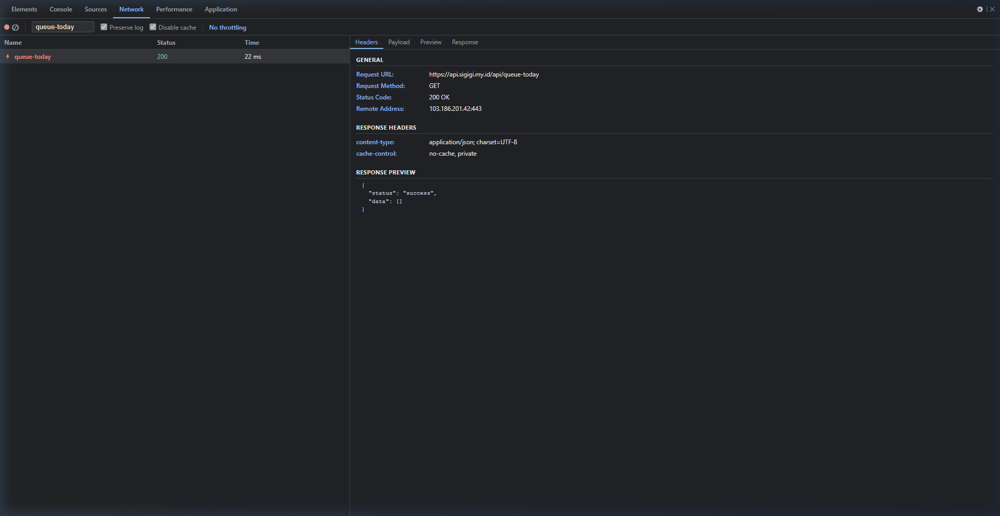 Elements Console Sources Network Performance Application
queue-today Preserve log Disable cache No throttling
Name Status Time
queue-today 200 22 ms
Headers Payload Preview Response
GENERAL
Request URL: https://api.sigigi.my.id/api/queue-today
Request Method: GET
Status Code: 200 OK
Remote Address: 103.186.201.42:443
RESPONSE HEADERS
content-type: application/json; charset=UTF-8
cache-control: no-cache, private
RESPONSE PREVIEW
{
"status": "success",
"data": []
}